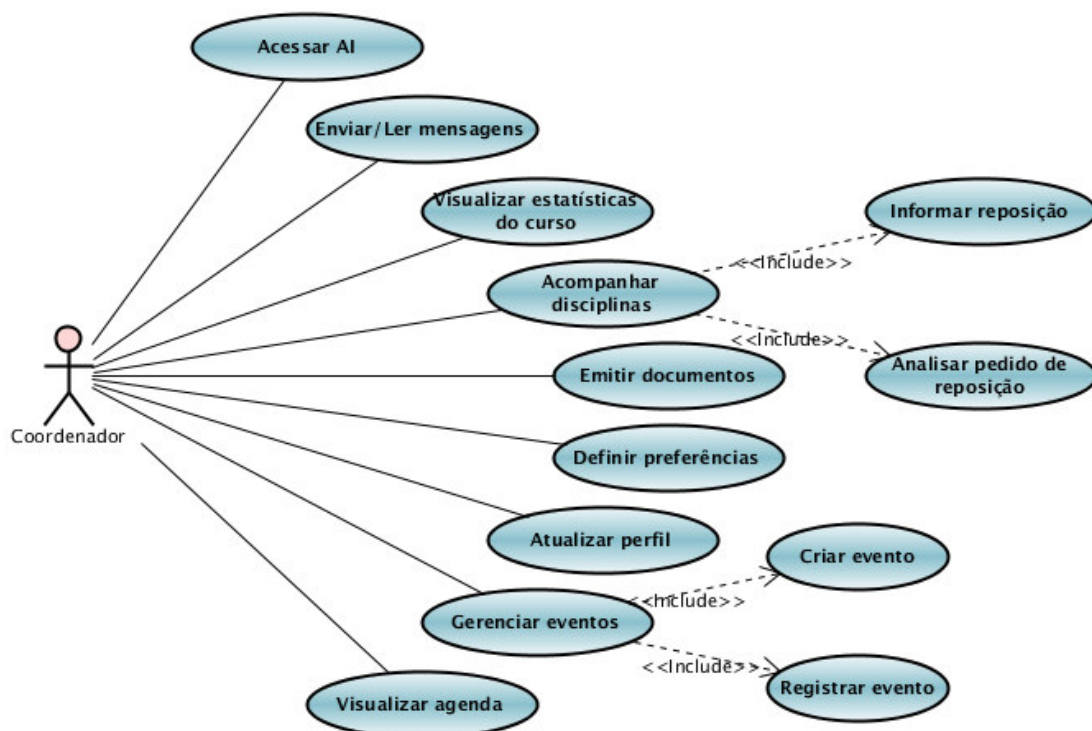 Acessar AI
Enviar/Ler mensagens
Visualizar estatísticas
do curso
Informar reposição
<<Include>>
Acompanhar
disciplinas
<<Include>>
Analisar pedido de
reposição
Emitir documentos
Coordenador
Definir preferências
Atualizar perfil
Criar evento
<<Include>>
Gerenciar eventos
<<Include>>
Registrar evento
Visualizar agenda